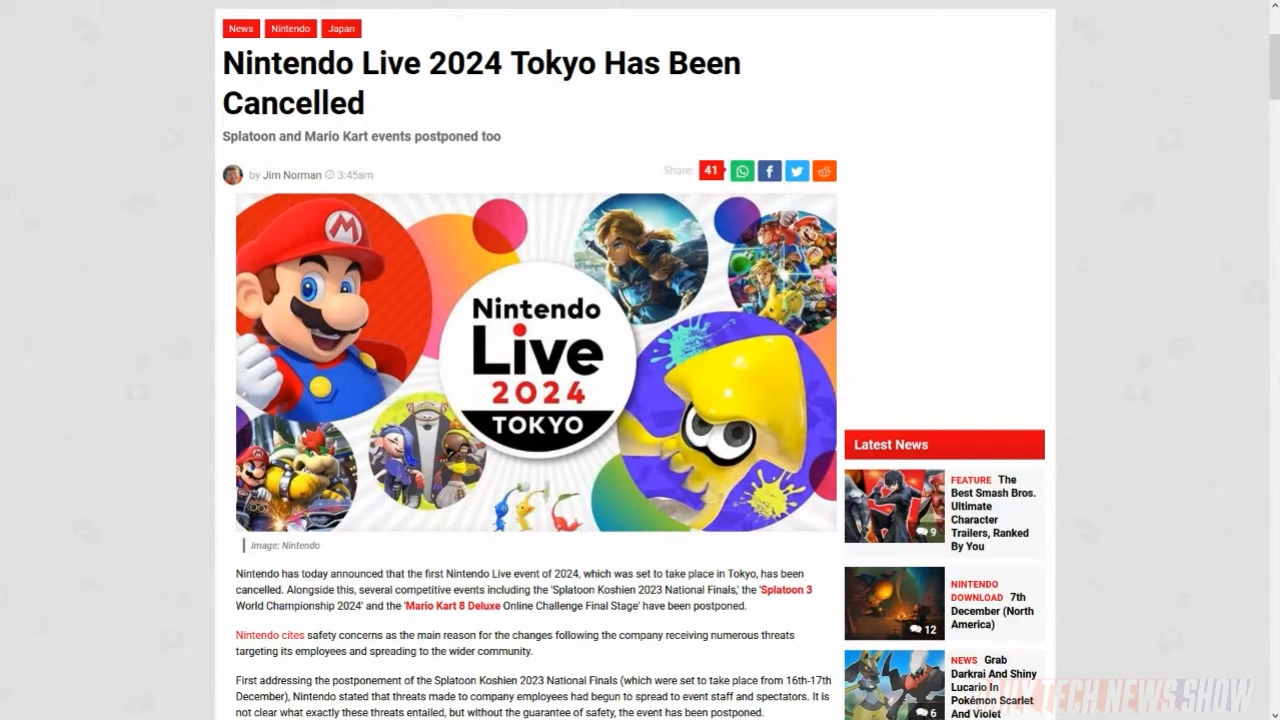 News Nintendo Japan
Nintendo Live 2024 Tokyo Has Been
Cancelled
Splatoon and Mario Kart events postponed too
by Jim Norman 3:45am
Share: 41
M
Nintendo
Live
2024
TOKYO
Image: Nintendo
Nintendo has today announced that the first Nintendo Live event of 2024, which was set to take place in Tokyo, has been
cancelled. Alongside this, several competitive events including the 'Splatoon Koshien 2023 National Finals,' the 'Splatoon 3
World Championship 2024' and the 'Mario Kart 8 Deluxe Online Challenge Final Stage' have been postponed.
Nintendo cites safety concerns as the main reason for the changes following the company receiving numerous threats
targeting its employees and spreading to the wider community.
First addressing the postponement of the Splatoon Koshien 2023 National Finals (which were set to take place from 16th-17th
December), Nintendo stated that threats made to company employees had begun to spread to event staff and spectators. It is
not clear what exactly these threats entailed, but without the guarantee of safety, the event has been postponed.
Latest News
FEATURE The
Best Smash Bros.
Ultimate
Character
Trailers, Ranked
By You
9
NINTENDO
DOWNLOAD 7th
December (North
America)
12
NEWS Grab
Darkrai And Shiny
Lucario In
Pokémon Scarlet
And Violet
6
TECH NEWS SHOW